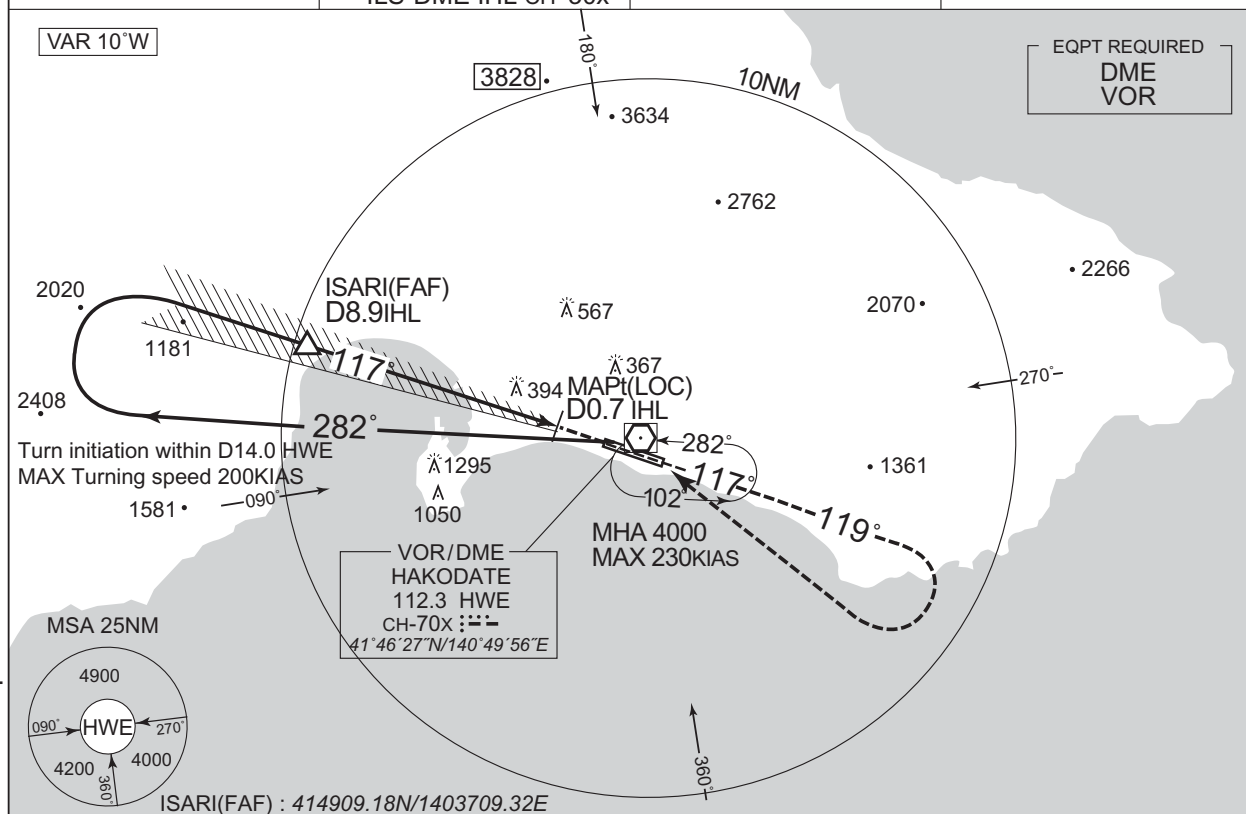 ILS-DME IHL CH-50X
VAR 10°W
EQPT REQUIRED
DME
VOR
180°
3828
10NM
3634
2762
2266
2070
2020
ISARI(FAF)
D8.9IHL
567
1181
117°
367
394
MAPt(LOC)
D0.7 IHL
270°
2408
282°
282°
Turn initiation within D14.0 HWE
MAX Turning speed 200KIAS
1295
117°
1361
1581
090°
1050
102°
119°
MHA 4000
MAX 230KIAS
VOR/DME
HAKODATE
112.3 HWE
CH-70X
41°46´27˝N/140°49´56˝E
MSA 25NM
4900
090°
HWE
270°
4200
4000
360°
360°
ISARI(FAF) : 414909.18N/1403709.32E